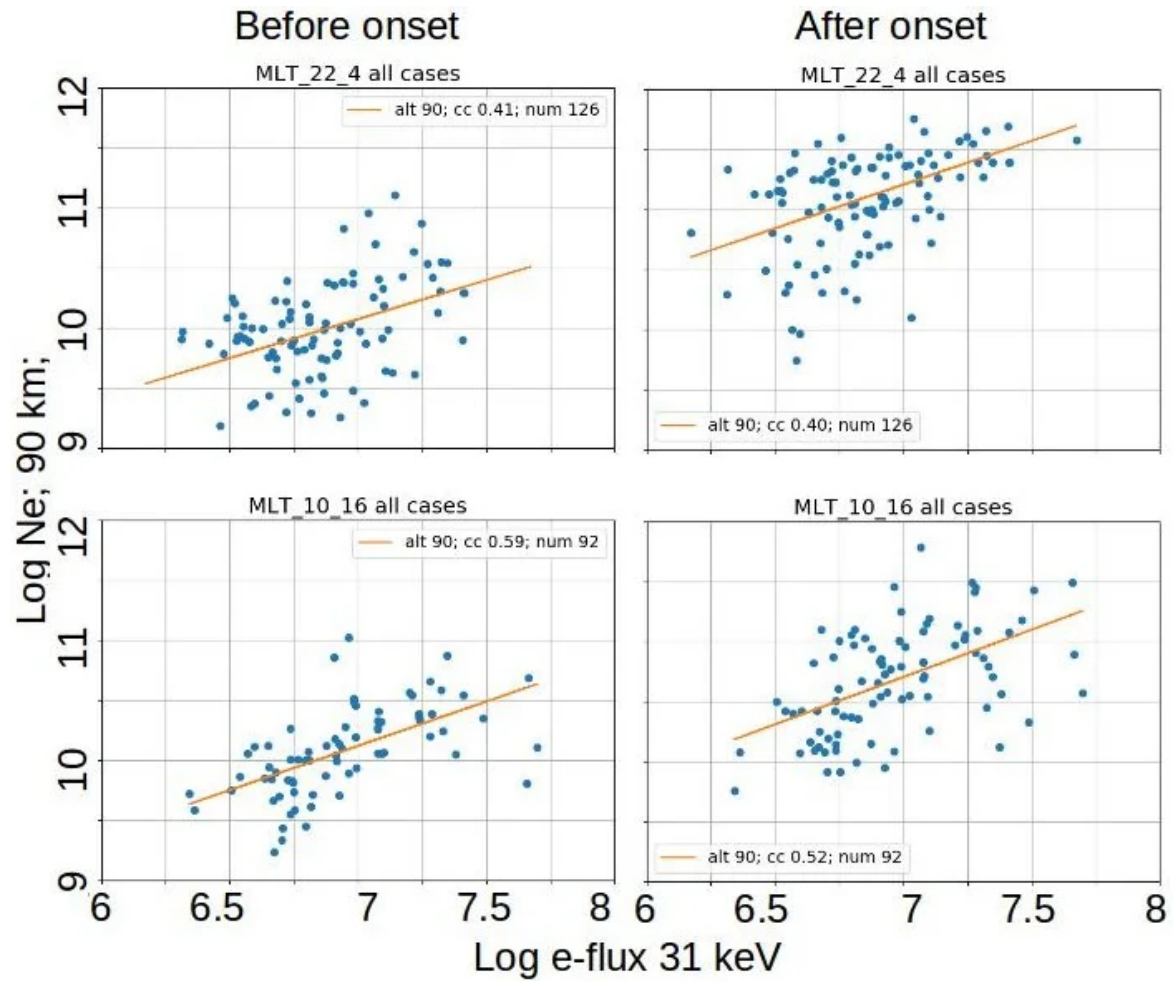 Before onset
After onset
MLT_22_4 all cases
MLT_22_4 all cases
12
11
10
9
alt 90; cc 0.41; num 126
alt 90; cc 0.40; num 126
Log Ne; 90 km;
MLT_10_16 all cases
MLT_10_16 all cases
12
11
10
9
alt 90; cc 0.59; num 92
alt 90; cc 0.52; num 92
6 6.5 7 7.5 8
6 6.5 7 7.5 8
Log e-flux 31 keV